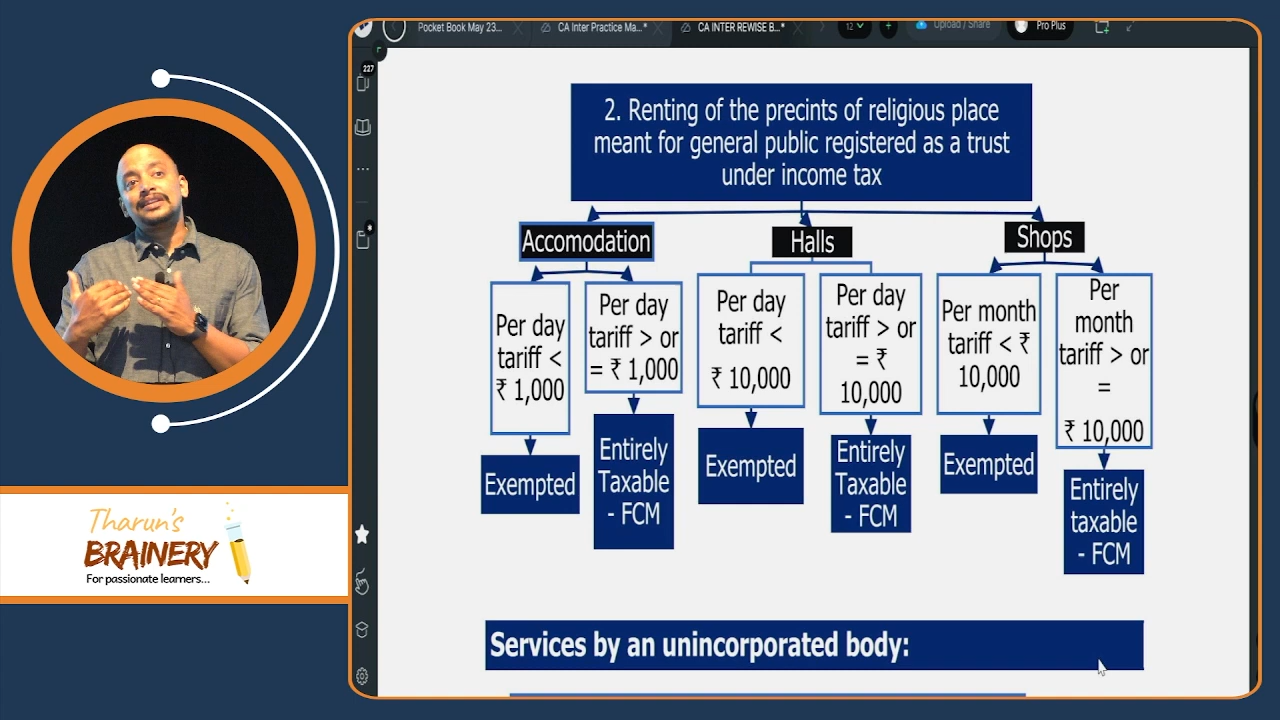 Pocket Book May 23...
CA Inter Practice Ma...*
CA INTER REWISE B...*
12
Upload / Share
Pro Plus
227
2. Renting of the precints of religious place
meant for general public registered as a trust
under income tax
Accomodation
Halls
Shops
Per day
tariff <
₹ 1,000
Per day
tariff > or
= ₹ 1,000
Per day
tariff <
₹ 10,000
Per day
tariff > or
= ₹
10,000
Per month
tariff < ₹
10,000
Per
month
tariff > or
=
₹ 10,000
Exempted
Entirely
Taxable
- FCM
Exempted
Entirely
Taxable
- FCM
Exempted
Entirely
taxable
- FCM
Services by an unincorporated body:
Tharun's
BRAINERY
For passionate learners...